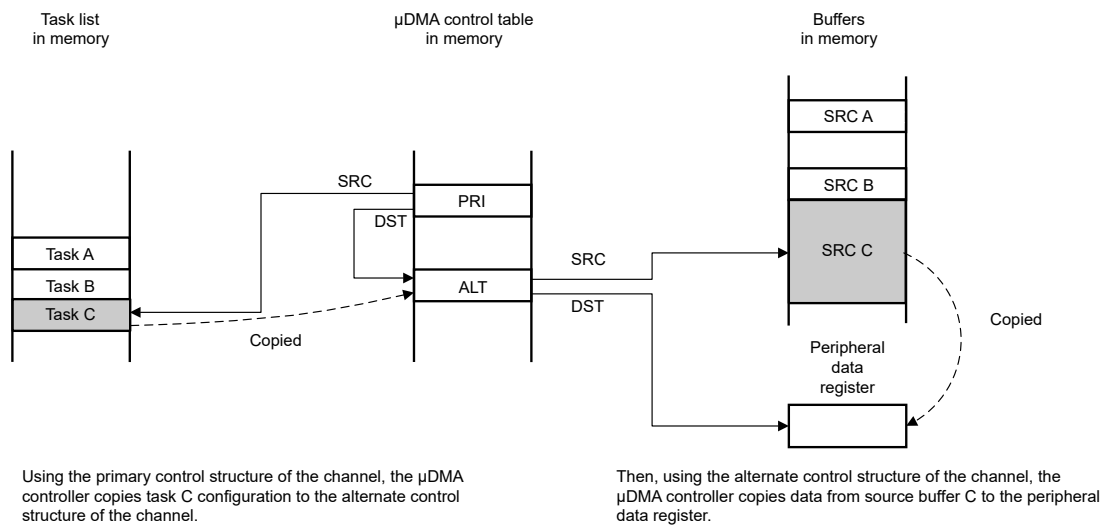 Task list
in memory
μDMA control table
in memory
Buffers
in memory
SRC A
SRC B
SRC C
SRC
PRI
DST
Task A
Task B
Task C
ALT
SRC
DST
Copied
Copied
Peripheral
data
register
Using the primary control structure of the channel, the μDMA
controller copies task C configuration to the alternate control
structure of the channel.
Then, using the alternate control structure of the channel, the
μDMA controller copies data from source buffer C to the peripheral
data register.